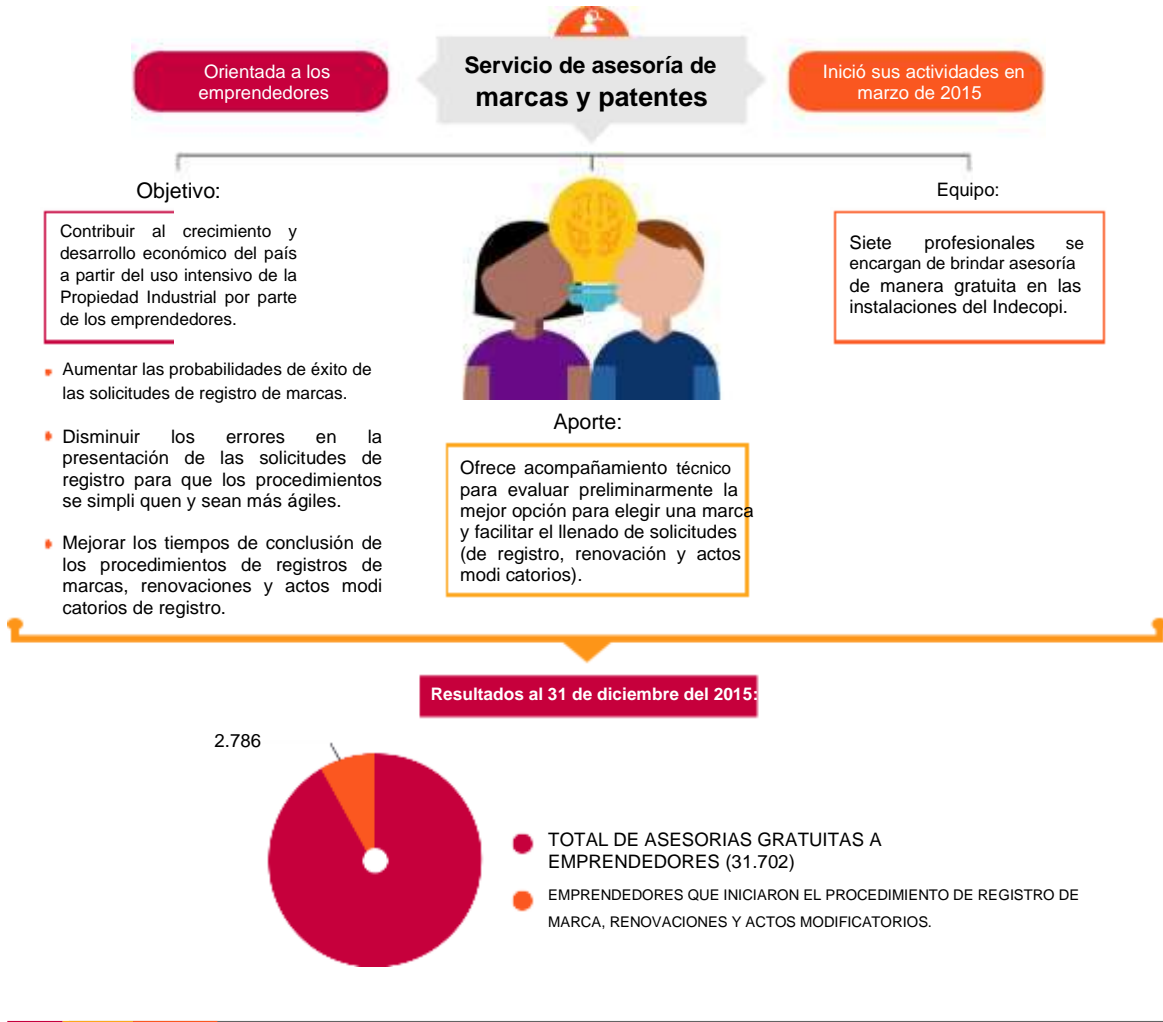 Orientada a los
emprendedores
Servicio de asesoría de
marcas y patentes
Inició sus actividades en
marzo de 2015
Objetivo:
Contribuir al crecimiento y
desarrollo económico del país
a partir del uso intensivo de la
Propiedad Industrial por parte
de los emprendedores.
Aumentar las probabilidades de éxito de
las solicitudes de registro de marcas.
Disminuir los errores en la
presentación de las solicitudes de
registro para que los procedimientos
se simpli quen y sean más ágiles.
Mejorar los tiempos de conclusión de
los procedimientos de registros de
marcas, renovaciones y actos modi
catorios de registro.
Aporte:
Ofrece acompañamiento técnico
para evaluar preliminarmente la
mejor opción para elegir una marca
y facilitar el llenado de solicitudes
(de registro, renovación y actos
modi catorios).
Equipo:
Siete profesionales se
encargan de brindar asesoría
de manera gratuita en las
instalaciones del Indecopi.
Resultados al 31 de diciembre del 2015:
2.786
TOTAL DE ASESORIAS GRATUITAS A
EMPRENDEDORES (31.702)
EMPRENDEDORES QUE INICIARON EL PROCEDIMIENTO DE REGISTRO DE
MARCA, RENOVACIONES Y ACTOS MODIFICATORIOS.